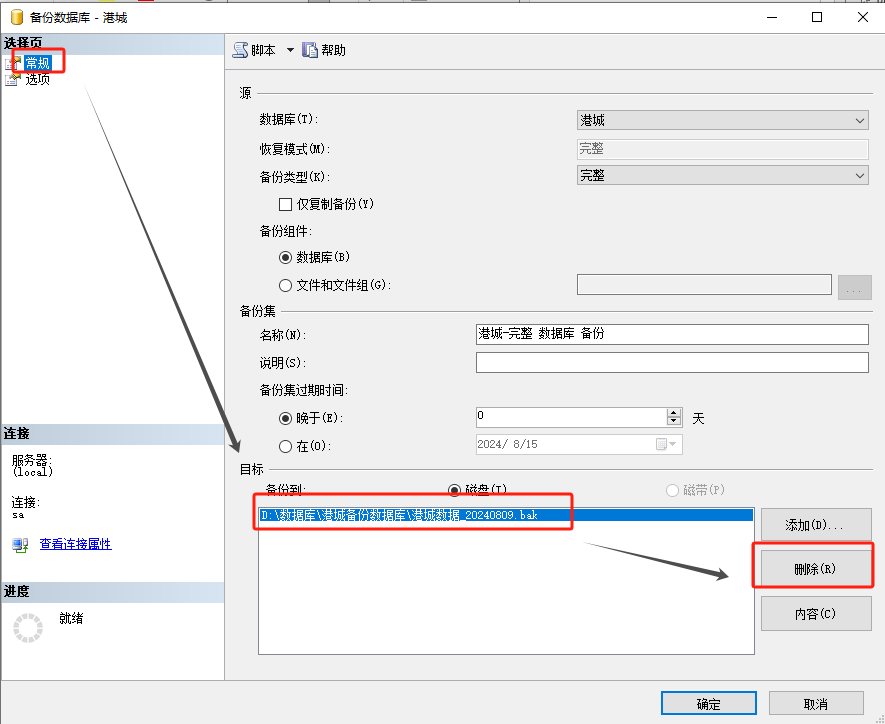 备份数据库 - 港城
选择页
常规
选项
脚本
帮助
源
数据库(T):
港城
恢复模式(M):
完整
备份类型(K):
完整
仅复制备份(Y)
备份组件:
数据库(B)
文件和文件组(G):
...
备份集
名称(N):
港城-完整 数据库 备份
说明(S):
备份集过期时间:
晚于(E):
0
天
在(O):
2024/ 8/15
目标
备份到:
磁盘(I)
磁带(P)
D:\数据库\港城备份数据库\港城数据_20240809.bak
添加(D)...
删除(R)
内容(C)
连接
服务器:
(local)
连接:
sa
查看连接属性
进度
就绪
确定
取消